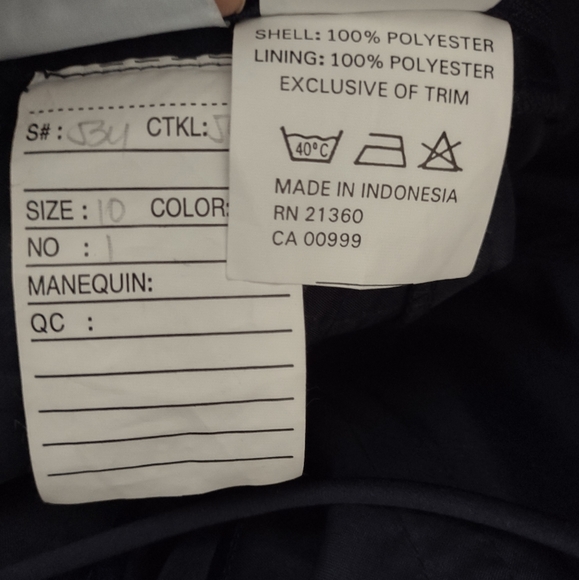 S#: 534 CTKL:
SIZE : 10 COLOR:
NO : 1
MANEQUIN:
QC :
SHELL: 100% POLYESTER
LINING: 100% POLYESTER
EXCLUSIVE OF TRIM
40°C
MADE IN INDONESIA
RN 21360
CA 00999